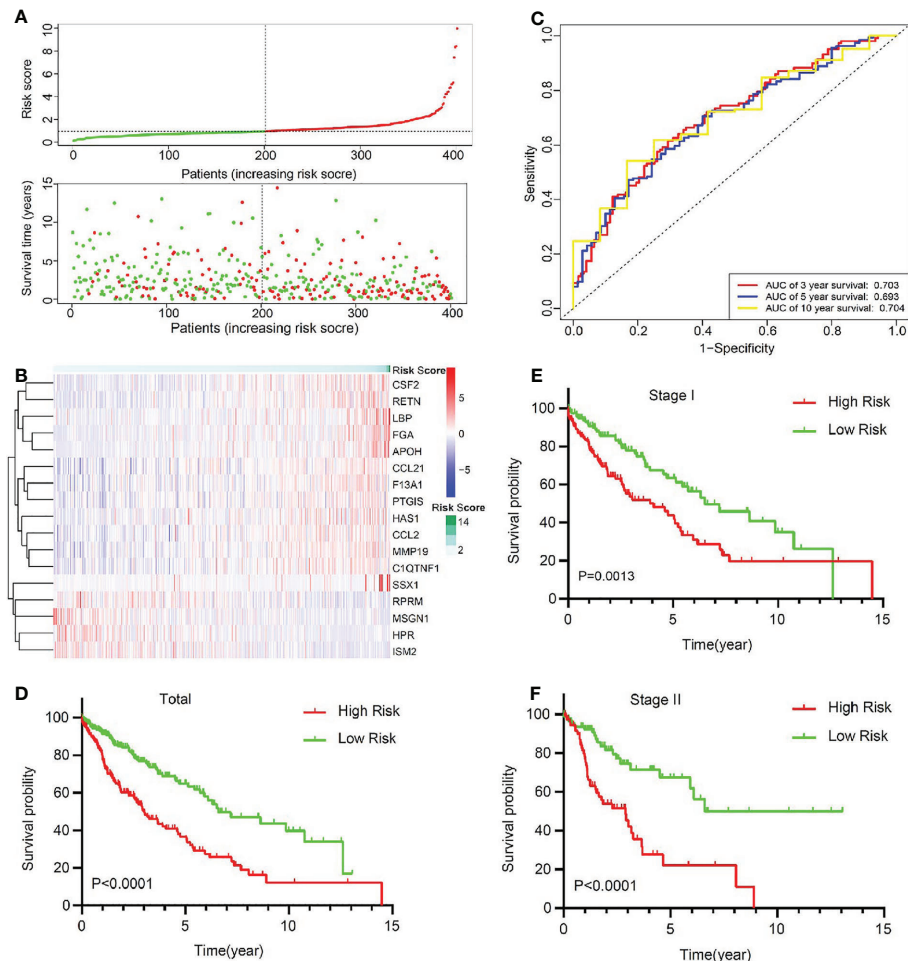 A
Risk score
10
8
6
4
2
0
0 100 200 300 400
Patients (increasing risk socre)
Survival time (years)
15
10
5
0
0 100 200 300 400
Patients (increasing risk socre)
C
Sensitivity
1.0
0.8
0.6
0.4
0.2
0.0
AUC of 3 year survival: 0.703
AUC of 5 year survival: 0.693
AUC of 10 year survival: 0.704
0.0 0.2 0.4 0.6 0.8 1.0
1-Specificity
B
Risk Score
CSF2
RETN
LBP
FGA
APOH
CCL21
F13A1
PTGIS
HAS1
CCL2
MMP19
C1QTNF1
SSX1
RPRM
MSGN1
HPR
ISM2
5
0
−5
Risk Score
14
2
E
Stage I
High Risk
Low Risk
Survival probility
100
80
60
40
20
0
P=0.0013
0 5 10 15
Time(year)
D
Total
High Risk
Low Risk
Survival probility
100
80
60
40
20
0
P<0.0001
0 5 10 15
Time(year)
F
Stage II
High Risk
Low Risk
Survival probility
100
80
60
40
20
0
P<0.0001
0 5 10 15
Time(year)